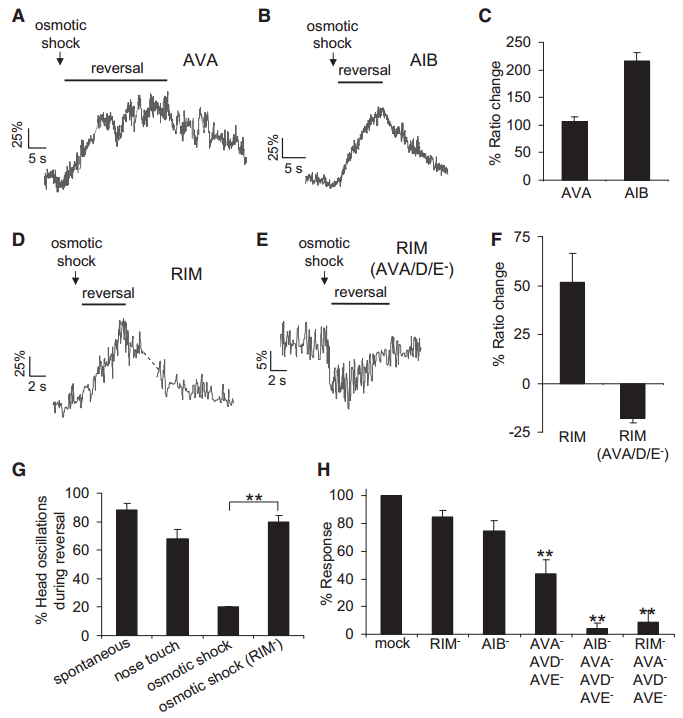 A
osmotic
shock
reversal
AVA
25%
5 s
B
osmotic
shock
reversal
AIB
25%
5 s
C
% Ratio change
250
200
150
100
50
0
AVA
AIB
D
osmotic
shock
reversal
RIM
25%
2 s
E
osmotic
shock
RIM
(AVA/D/E-)
reversal
5%
2 s
F
% Ratio change
75
50
25
0
-25
RIM
RIM
(AVA/D/E-)
G
% Head oscillations
during reversal
100
80
60
40
20
0
**
spontaneous
nose touch
osmotic shock
osmotic shock (RIM-)
H
% Response
100
80
60
40
20
0
**
**
**
mock
RIM-
AIB-
AVA-
AVD-
AVE-
AIB-
AVA-
AVD-
AVE-
RIM-
AVA-
AVD-
AVE-